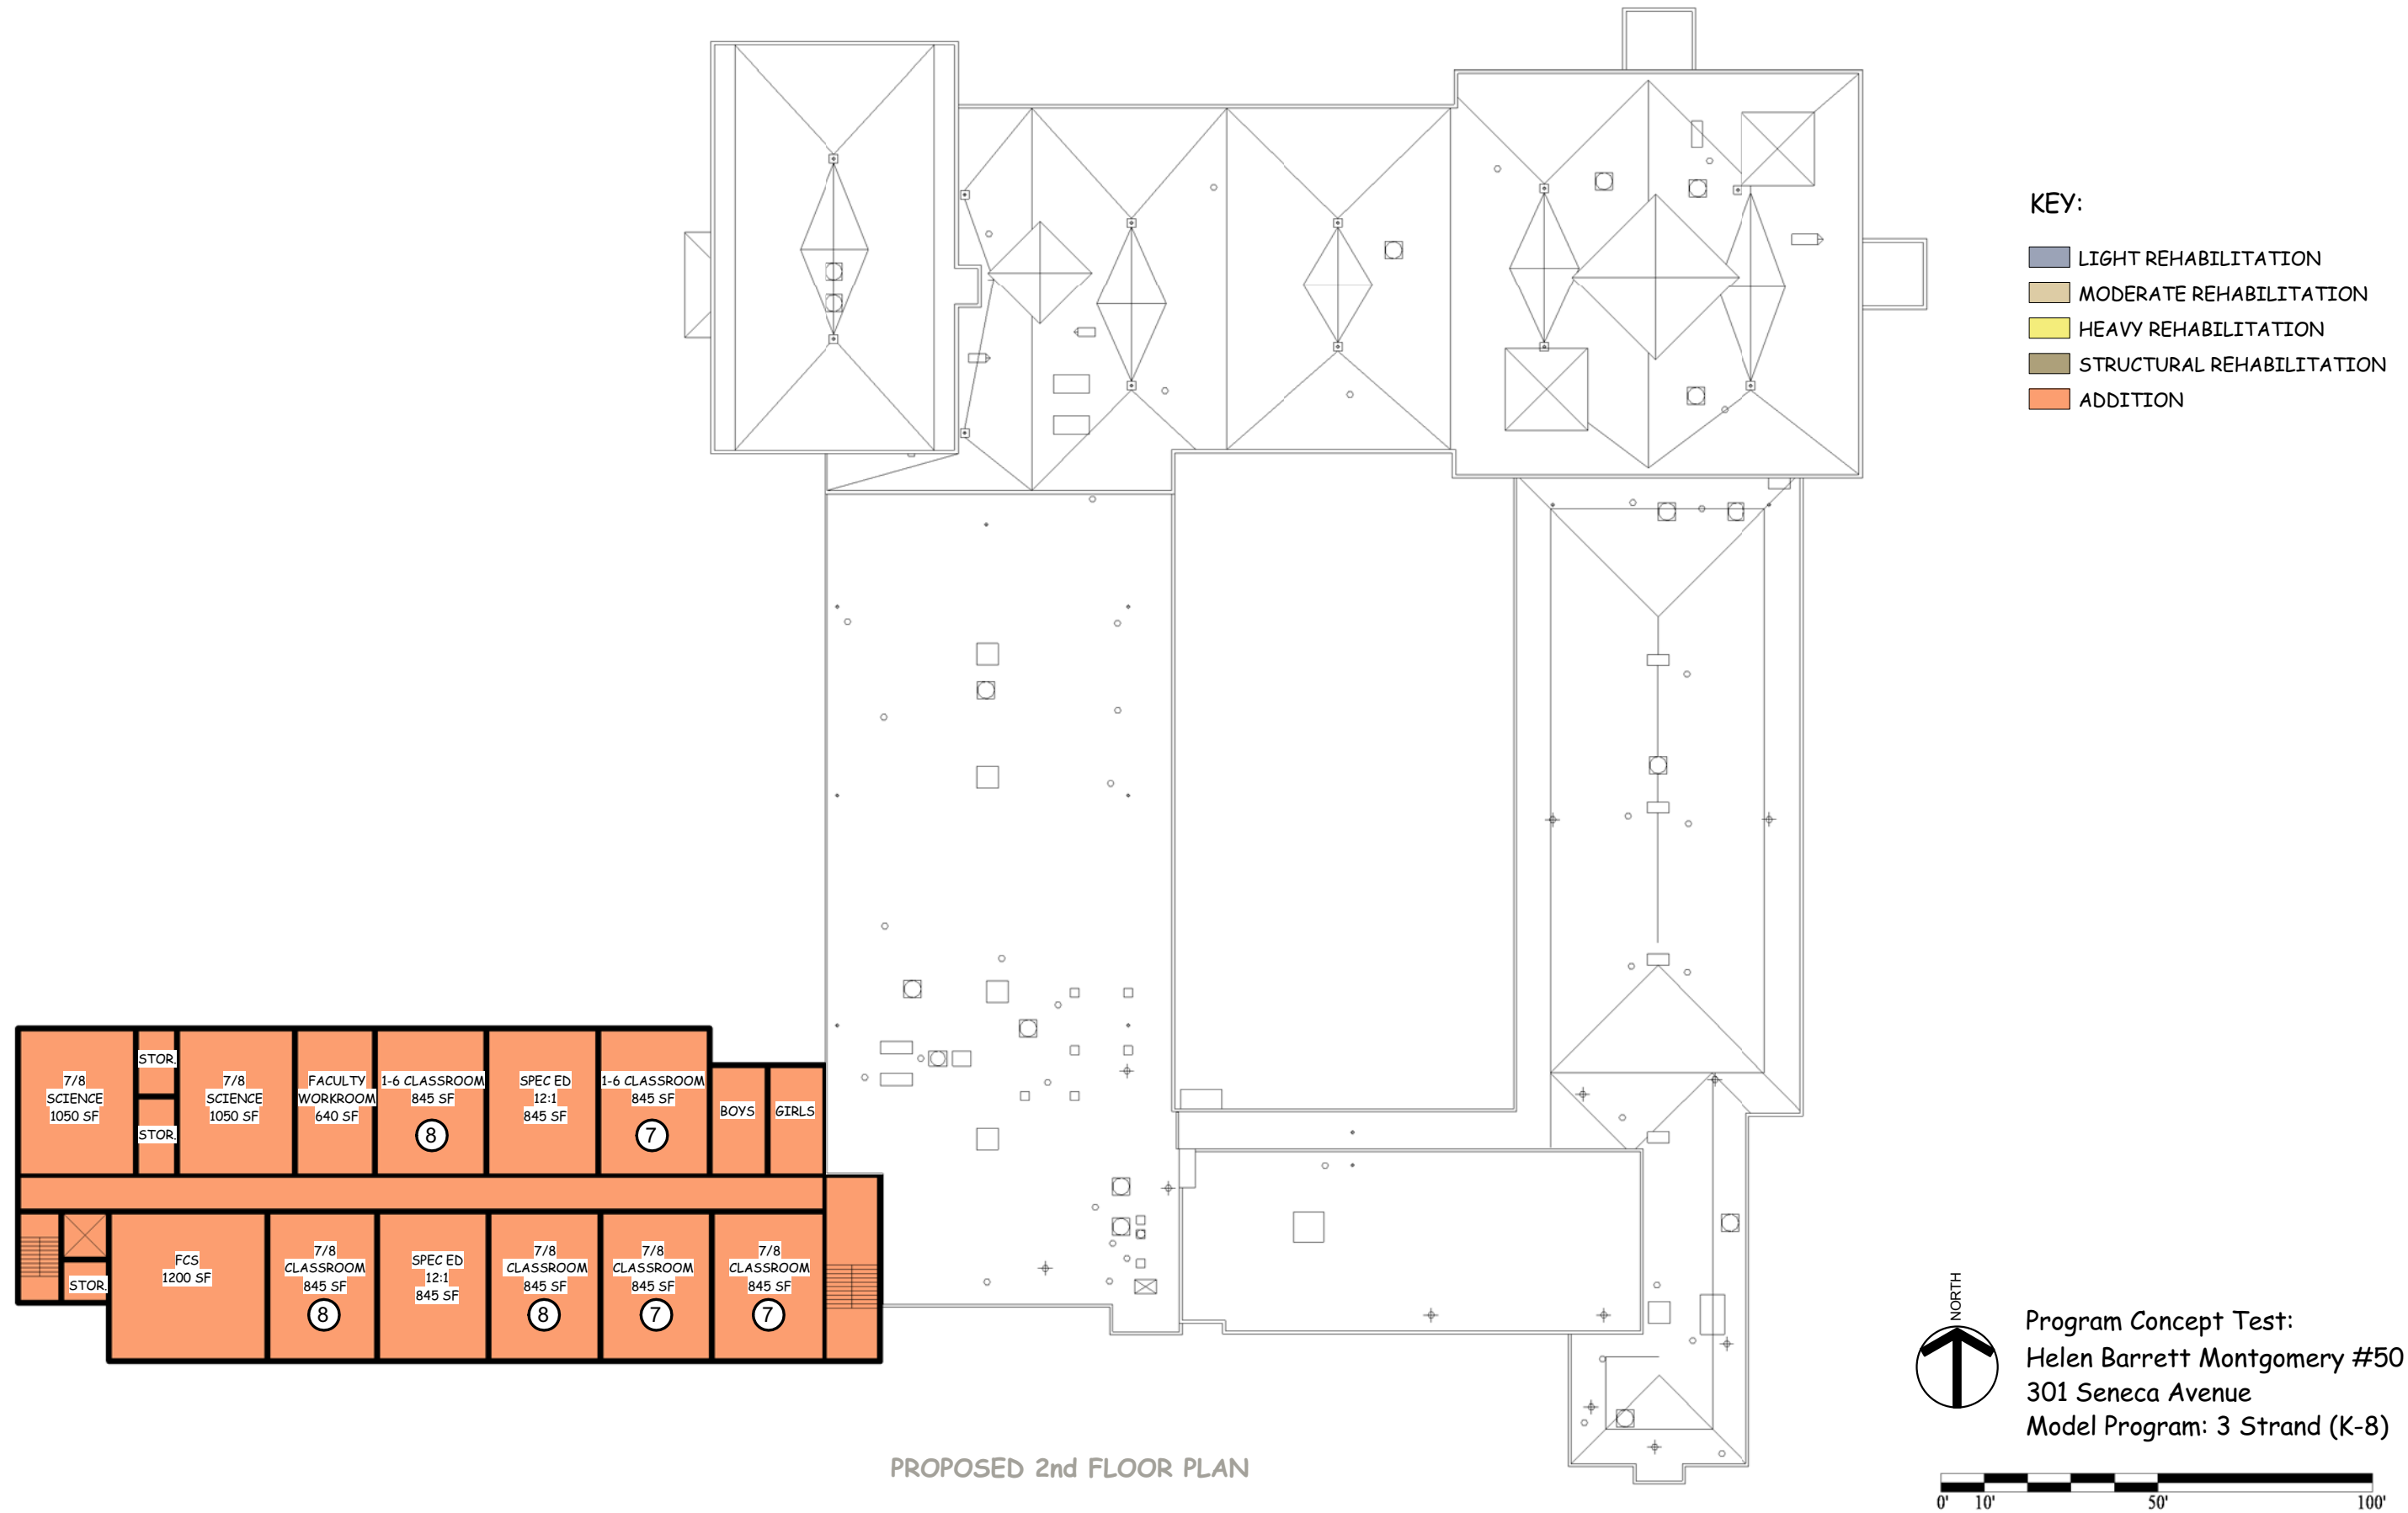 KEY:
LIGHT REHABILITATION
MODERATE REHABILITATION
HEAVY REHABILITATION
STRUCTURAL REHABILITATION
ADDITION
7/8
SCIENCE
1050 SF
STOR.
STOR.
7/8
SCIENCE
1050 SF
FACULTY
WORKROOM
640 SF
1-6 CLASSROOM
845 SF
8
SPEC ED
12:1
845 SF
1-6 CLASSROOM
845 SF
7
BOYS
GIRLS
STOR.
FCS
1200 SF
7/8
CLASSROOM
845 SF
8
SPEC ED
12:1
845 SF
7/8
CLASSROOM
845 SF
8
7/8
CLASSROOM
845 SF
7
7/8
CLASSROOM
845 SF
7
PROPOSED 2nd FLOOR PLAN
NORTH
Program Concept Test:
Helen Barrett Montgomery #50
301 Seneca Avenue
Model Program: 3 Strand (K-8)
0' 10' 50' 100'